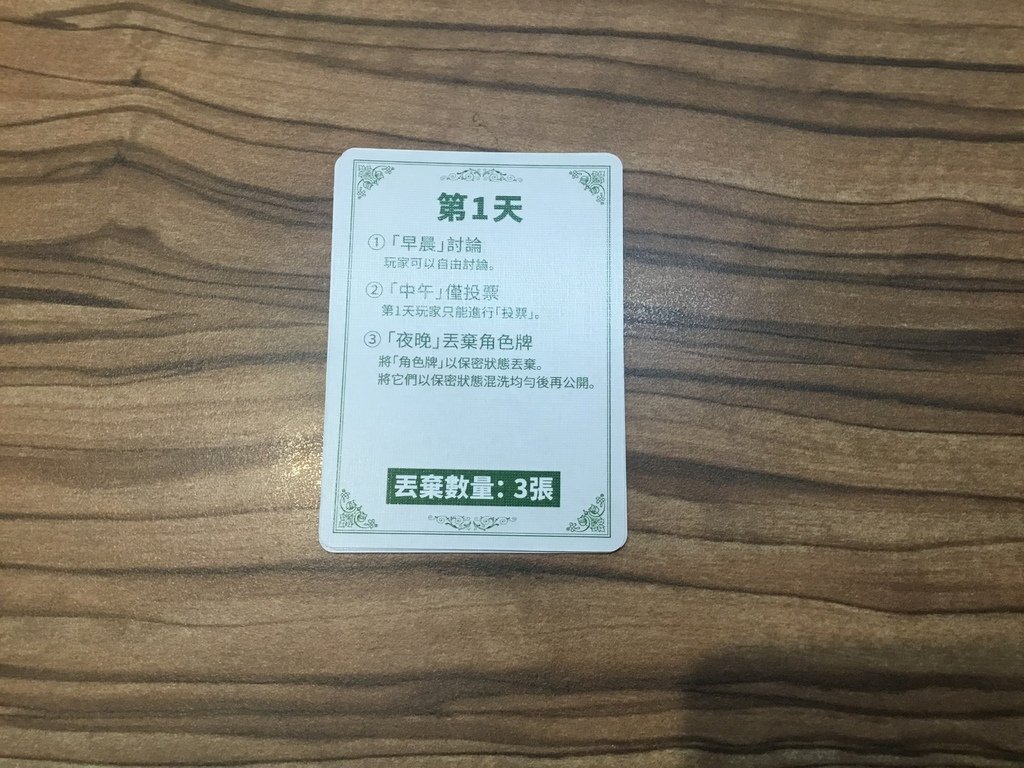 第1天
①「早晨」討論
玩家可以自由討論。
②「中午」僅投票
第1天玩家只能進行「投票」。
③「夜晚」丟棄角色牌
將「角色牌」以保密狀態丟棄。
將它們以保密狀態混洗均勻後再公開。
丟棄數量：3張